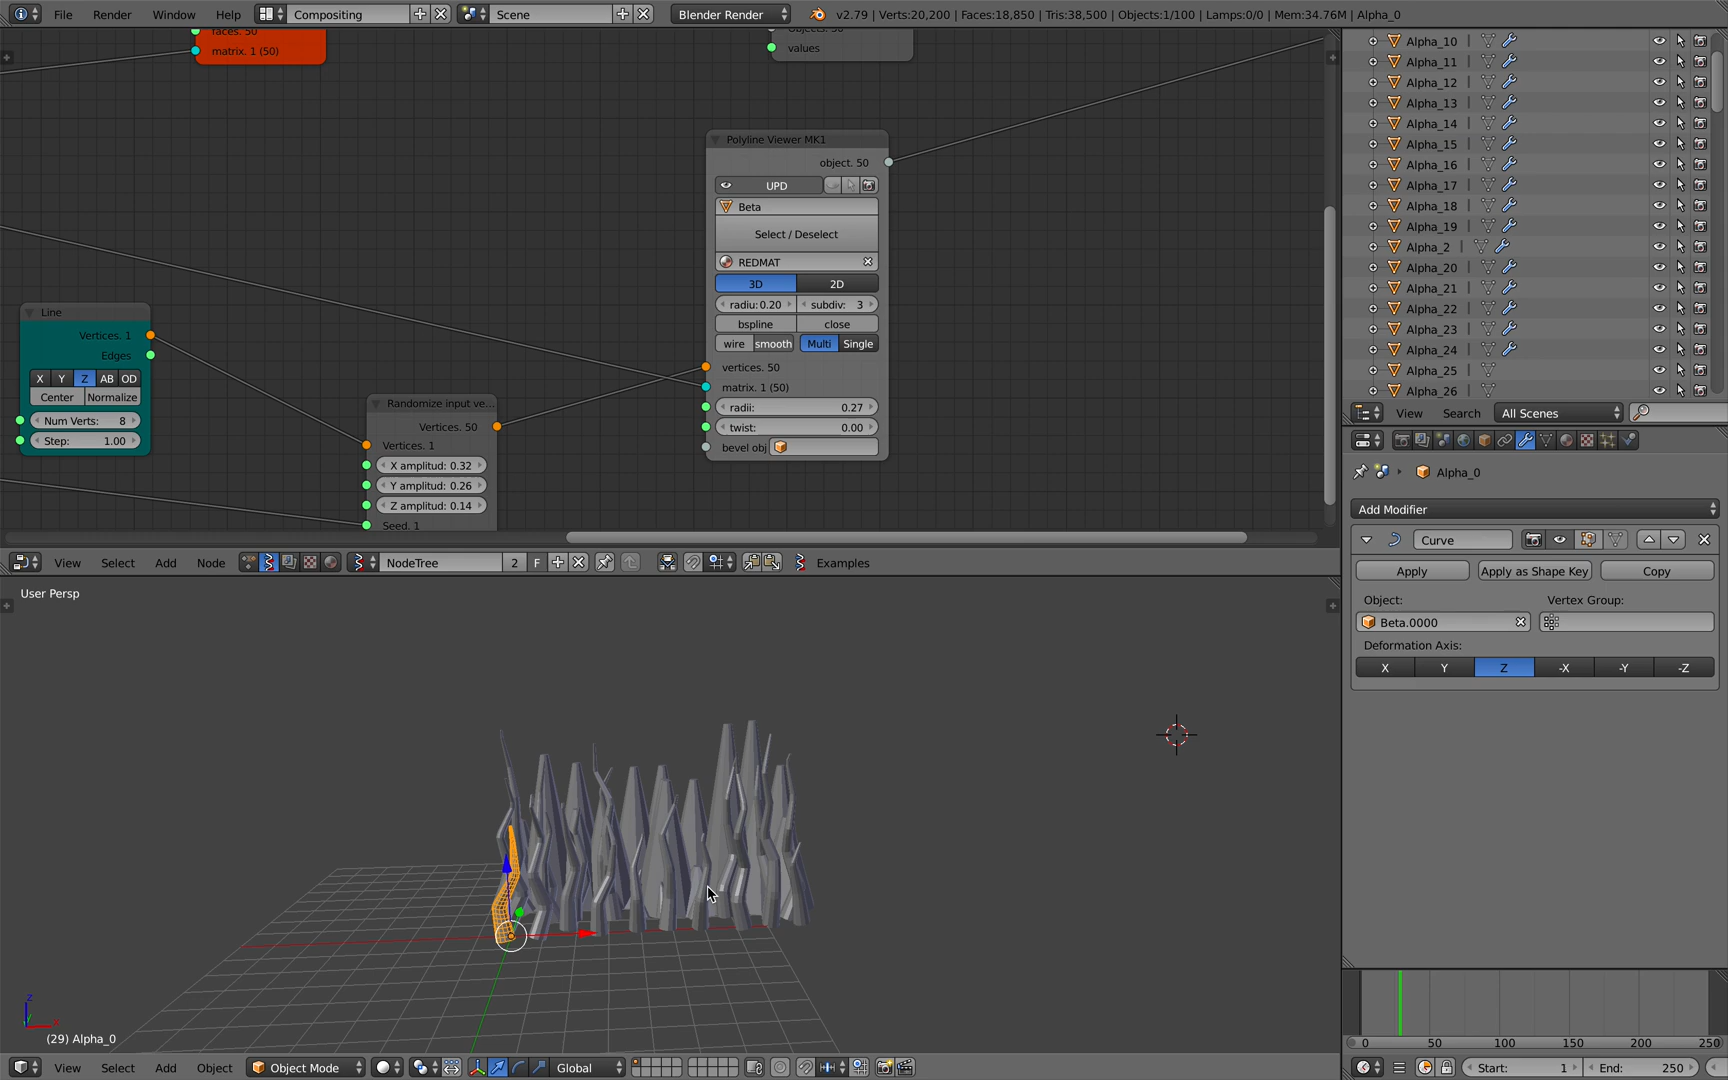 File Render Window Help Compositing Scene Blender Render v2.79 | Verts:20,200 | Faces:18,850 | Tris:38,500 | Objects:1/100 | Lamps:0/0 | Mem:34.76M | Alpha_0
faces. 50
matrix. 1 (50)
Objects. 50
values
Polyline Viewer MK1
object. 50
UPD
Beta
Select / Deselect
REDMAT
3D 2D
radiu: 0.20 subdiv: 3
bspline close
wire smooth Multi Single
vertices. 50
matrix. 1 (50)
radii: 0.27
twist: 0.00
bevel obj
Line
Vertices. 1
Edges
X Y Z AB OD
Center Normalize
Num Verts: 8
Step: 1.00
Randomize input ve...
Vertices. 50
Vertices. 1
X amplitud: 0.32
Y amplitud: 0.26
Z amplitud: 0.14
Seed. 1
View Select Add Node NodeTree 2 F Examples
User Persp
z
x
(29) Alpha_0
View Select Add Object Object Mode Global
Alpha_10
Alpha_11
Alpha_12
Alpha_13
Alpha_14
Alpha_15
Alpha_16
Alpha_17
Alpha_18
Alpha_19
Alpha_2
Alpha_20
Alpha_21
Alpha_22
Alpha_23
Alpha_24
Alpha_25
Alpha_26
View Search All Scenes
Alpha_0
Add Modifier
Curve
Apply Apply as Shape Key Copy
Object: Vertex Group:
Beta.0000
Deformation Axis:
X Y Z -X -Y -Z
0 50 100 150 200 250
Start: 1 End: 250